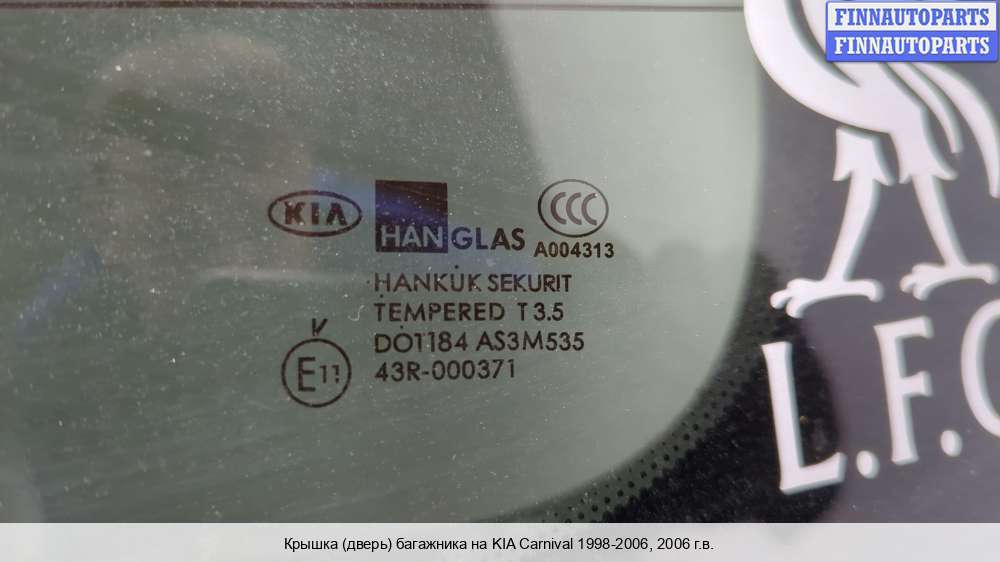 FINNAUTOPARTS
FINNAUTOPARTS
KIA
HANGLAS
CCC
A004313
HANKUK SEKURIT
TEMPERED T 3.5
DOT184 AS3M535
E11
43R-000371
L.F.C
Крышка (дверь) багажника на KIA Carnival 1998-2006, 2006 г.в.